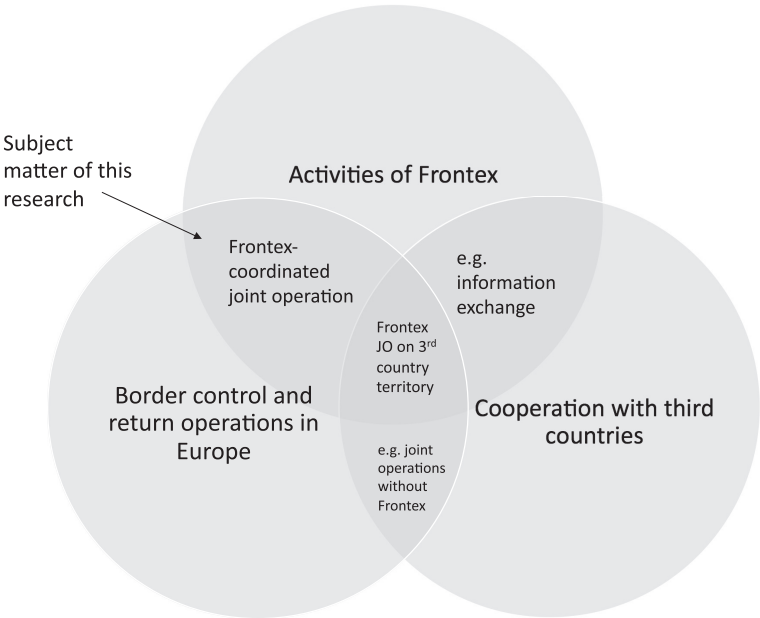 Subject
matter of this
research
Activities of Frontex
Frontex-
coordinated
joint operation
e.g.
information
exchange
Frontex
JO on 3rd
country
territory
Border control and
return operations in
Europe
Cooperation with third
countries
e.g. joint
operations
without
Frontex